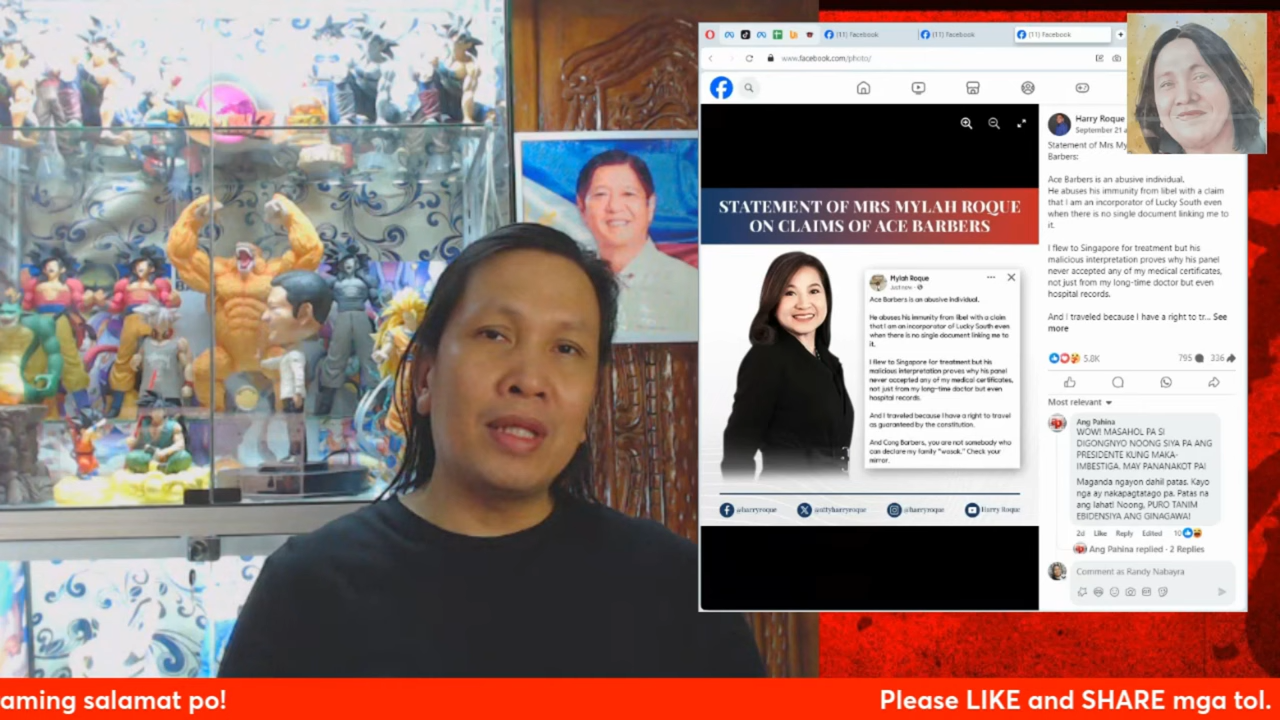 (11) Facebook
(11) Facebook
(11) Facebook
www.facebook.com/photo/
Harry Roque
September 21 a
Statement of Mrs My
Barbers:
Ace Barbers is an abusive individual.
He abuses his immunity from libel with a claim
that I am an incorporator of Lucky South even
when there is no single document linking me to
it.
I flew to Singapore for treatment but his
malicious interpretation proves why his panel
never accepted any of my medical certificates,
not just from my long-time doctor but even
hospital records.
And I traveled because I have a right to tr... See
more
5.8K
795
336
Most relevant
Ang Pahina
WOW! MASAHOL PA SI
DIGONGNYO NOONG SIYA PA ANG
PRESIDENTE KUNG MAKA-
IMBESTIGA. MAY PANANAKOT PA!
Maganda ngayon dahil patas. Kayo
nga ay nakapagtatago pa. Patas na
ang lahat! Noong, PURO TANIM
EBIDENSIYA ANG GINAGAWA!
2d Like Reply Edited 10
Ang Pahina replied · 2 Replies
Comment as Randy Nabayra
STATEMENT OF MRS MYLAH ROQUE
ON CLAIMS OF ACE BARBERS
Mylah Roque
Just now
Ace Barbers is an abusive individual.
He abuses his immunity from libel with a claim
that I am an incorporator of Lucky South even
when there is no single document linking me to
it.
I flew to Singapore for treatment but his
malicious interpretation proves why his panel
never accepted any of my medical certificates,
not just from my long-time doctor but even
hospital records.
And I traveled because I have a right to travel
as guaranteed by the constitution.
And Cong Barbers, you are not somebody who
can declare my family "wasak." Check your
mirror.
@harryroque
@attyharryroque
@harryroque
Harry Roque
aming salamat po!
Please LIKE and SHARE mga tol.